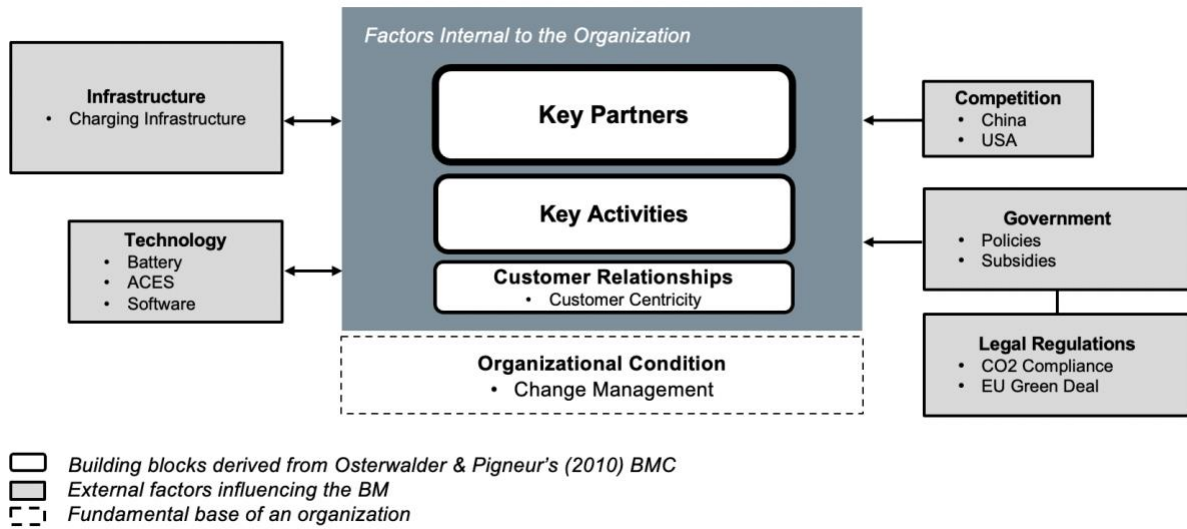 Factors Internal to the Organization
Infrastructure
• Charging Infrastructure
Technology
• Battery
• ACES
• Software
Key Partners
Key Activities
Customer Relationships
• Customer Centricity
Organizational Condition
• Change Management
Competition
• China
• USA
Government
• Policies
• Subsidies
Legal Regulations
• CO2 Compliance
• EU Green Deal
Building blocks derived from Osterwalder & Pigneur's (2010) BMC
External factors influencing the BM
Fundamental base of an organization